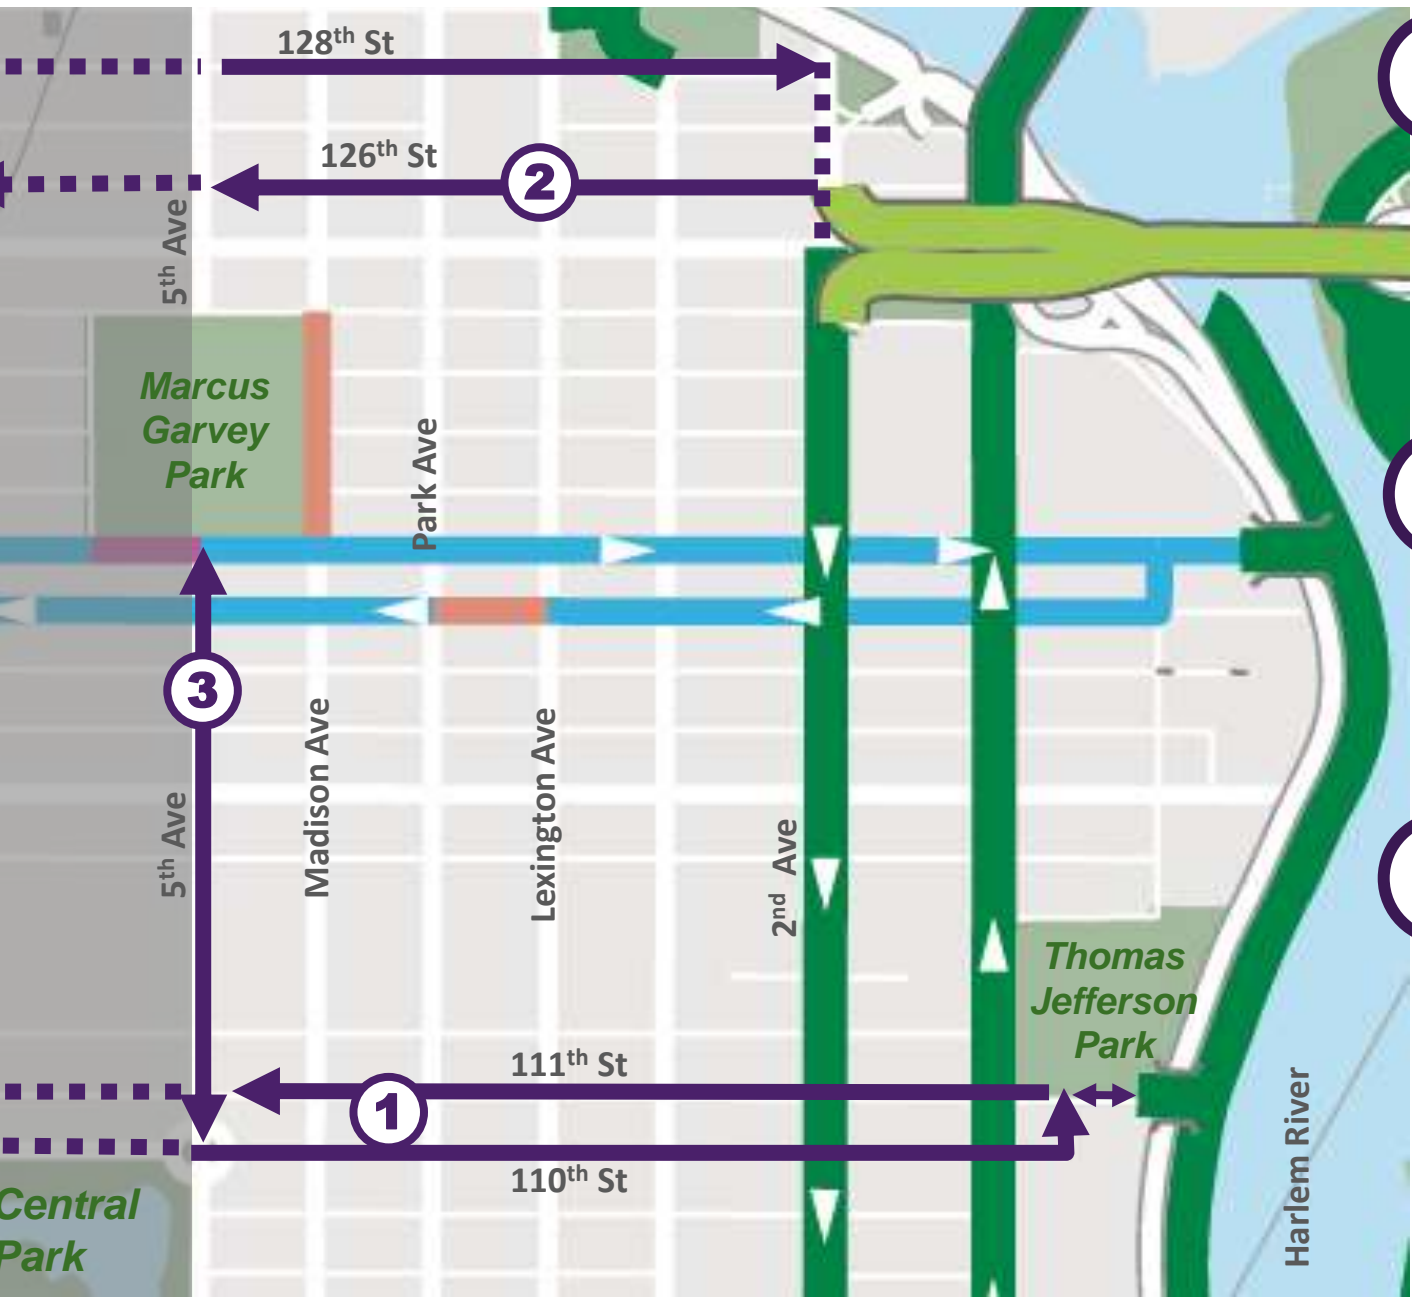 128th St
126th St
2
5th Ave
Marcus
Garvey
Park
Park Ave
3
Madison Ave
Lexington Ave
5th Ave
2nd Ave
Thomas
Jefferson
Park
111th St
1
110th St
Harlem River
Central
Park